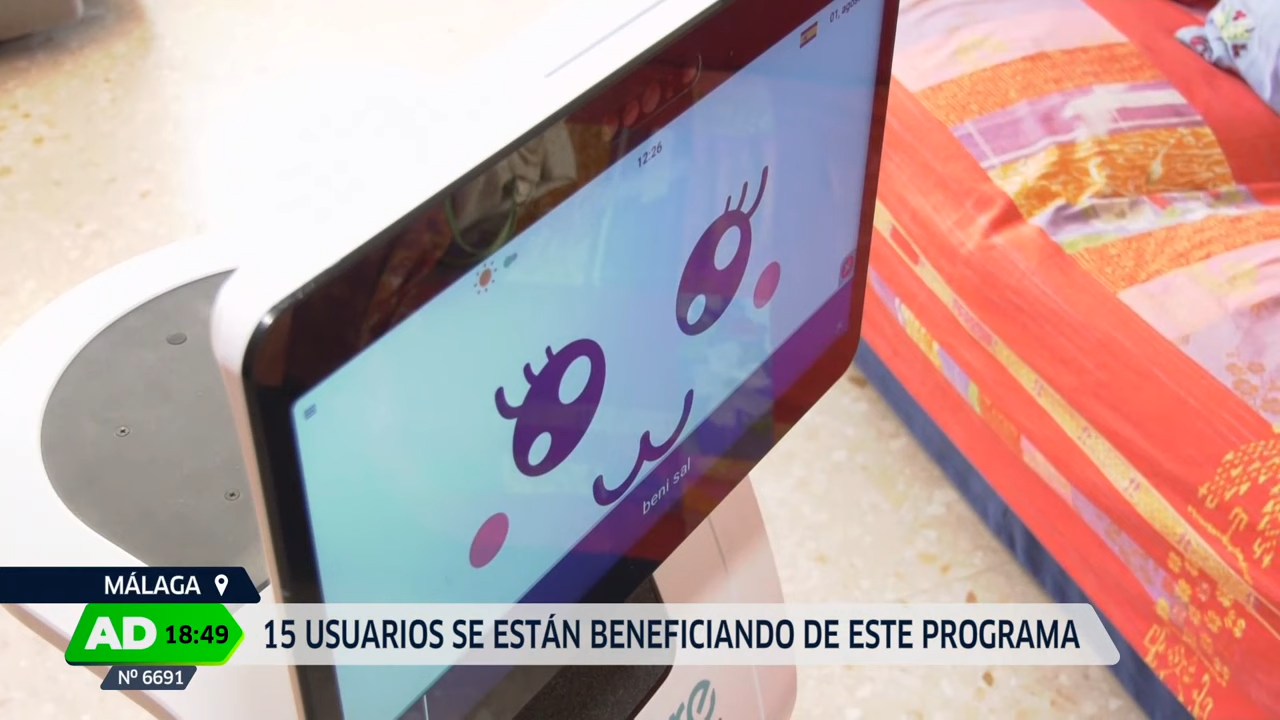 12:26
beni sal
MÁLAGA
AD 18:49
15 USUARIOS SE ESTÁN BENEFICIANDO DE ESTE PROGRAMA
Nº 6691